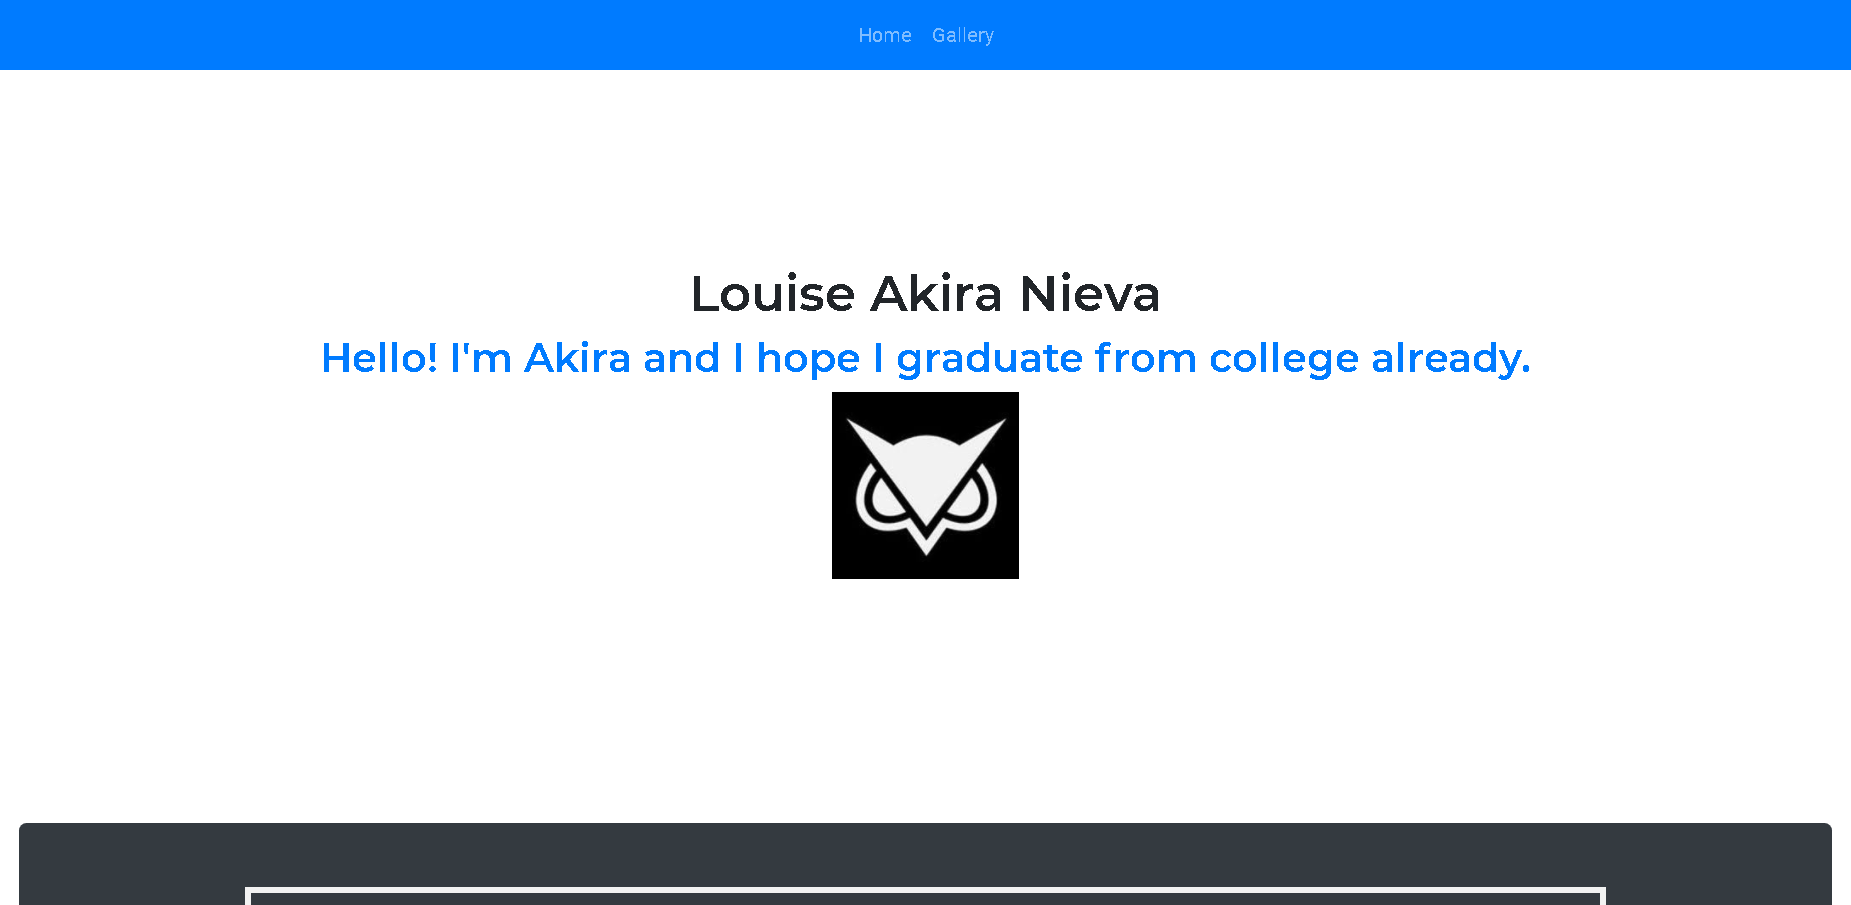 Home Gallery
Louise Akira Nieva
Hello! I'm Akira and I hope I graduate from college already.